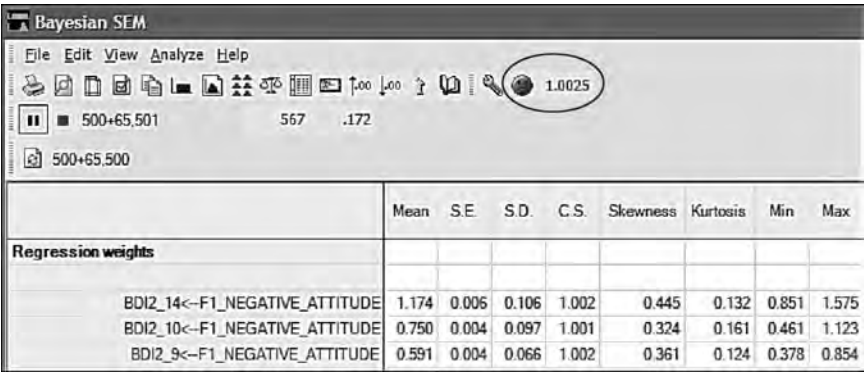 Bayesian SEM
File Edit View Analyze Help
1.0025
500+65,501 567 .172
500+65,500
Mean S.E. S.D. C.S. Skewness Kurtosis Min Max
Regression weights
BDI2_14<--F1_NEGATIVE_ATTITUDE 1.174 0.006 0.106 1.002 0.445 0.132 0.851 1.575
BDI2_10<--F1_NEGATIVE_ATTITUDE 0.750 0.004 0.097 1.001 0.324 0.161 0.461 1.123
BDI2_9<--F1_NEGATIVE_ATTITUDE 0.591 0.004 0.066 1.002 0.361 0.124 0.378 0.854